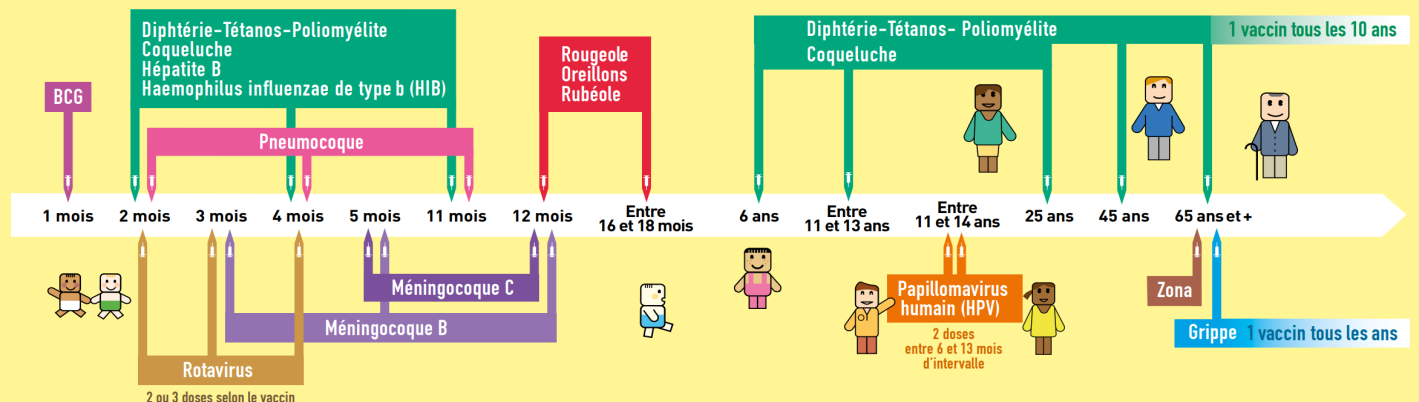 BCG
Diphtérie-Tétanos-Poliomyélite
Coqueluche
Hépatite B
Haemophilus influenzae de type b (HIB)
Pneumocoque
Rougeole
Oreillons
Rubéole
Diphtérie-Tétanos- Poliomyélite
Coqueluche
1 vaccin tous les 10 ans
1 mois
2 mois
3 mois
4 mois
5 mois
11 mois
12 mois
Entre
16 et 18 mois
6 ans
Entre
11 et 13 ans
Entre
11 et 14 ans
25 ans
45 ans
65 ans et +
Méningocoque C
Méningocoque B
Rotavirus
2 ou 3 doses selon le vaccin
Papillomavirus
humain (HPV)
2 doses
entre 6 et 13 mois
d'intervalle
Zona
Grippe 1 vaccin tous les ans